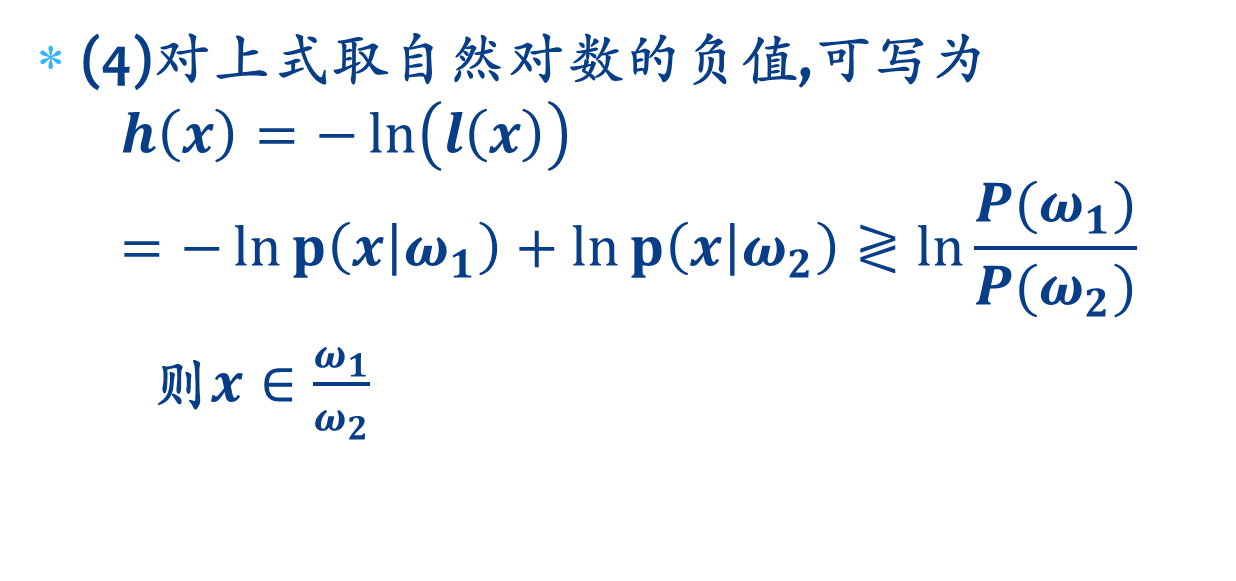 * (4)对上式取自然对数的负值,可写为
h(x) = −ln(l(x))
= −ln p(x|ω₁) + ln p(x|ω₂) ≷ ln P(ω₁)/P(ω₂)
则x ∈ ω₁/ω₂